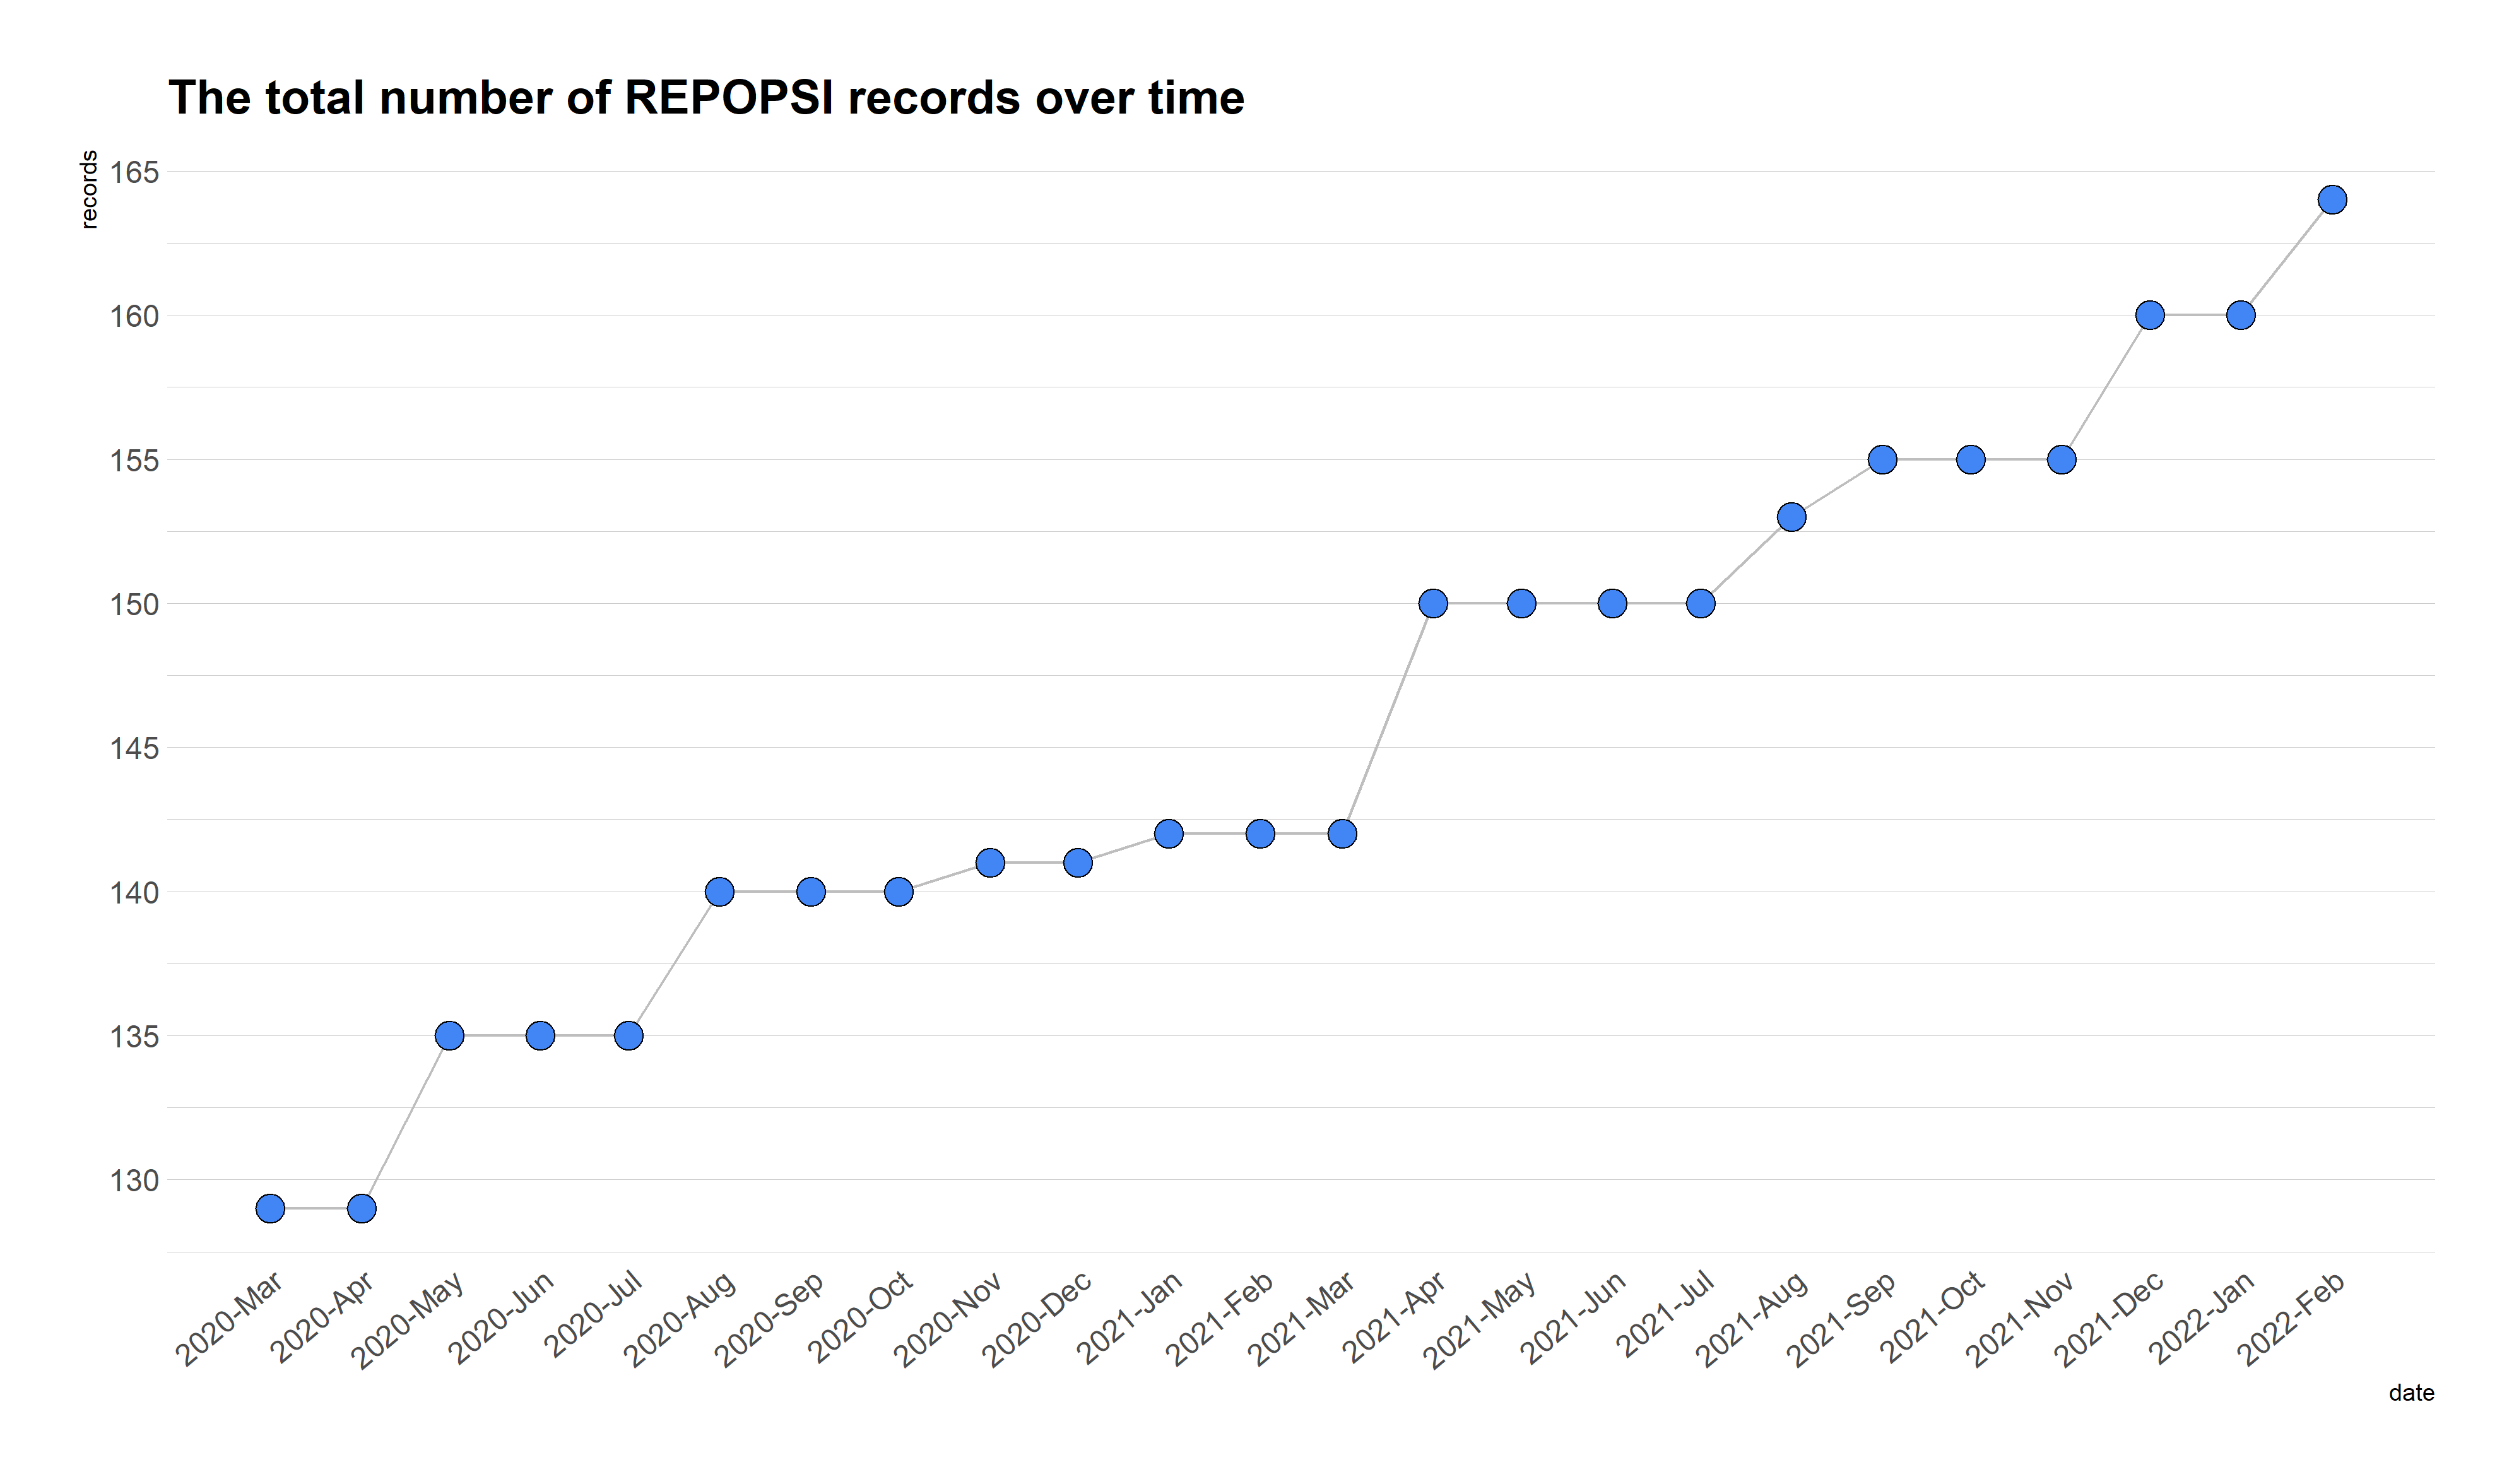 The total number of REPOPSI records over time
records
165
160
155
150
145
140
135
130
2020-Mar
2020-Apr
2020-May
2020-Jun
2020-Jul
2020-Aug
2020-Sep
2020-Oct
2020-Nov
2020-Dec
2021-Jan
2021-Feb
2021-Mar
2021-Apr
2021-May
2021-Jun
2021-Jul
2021-Aug
2021-Sep
2021-Oct
2021-Nov
2021-Dec
2022-Jan
2022-Feb
date